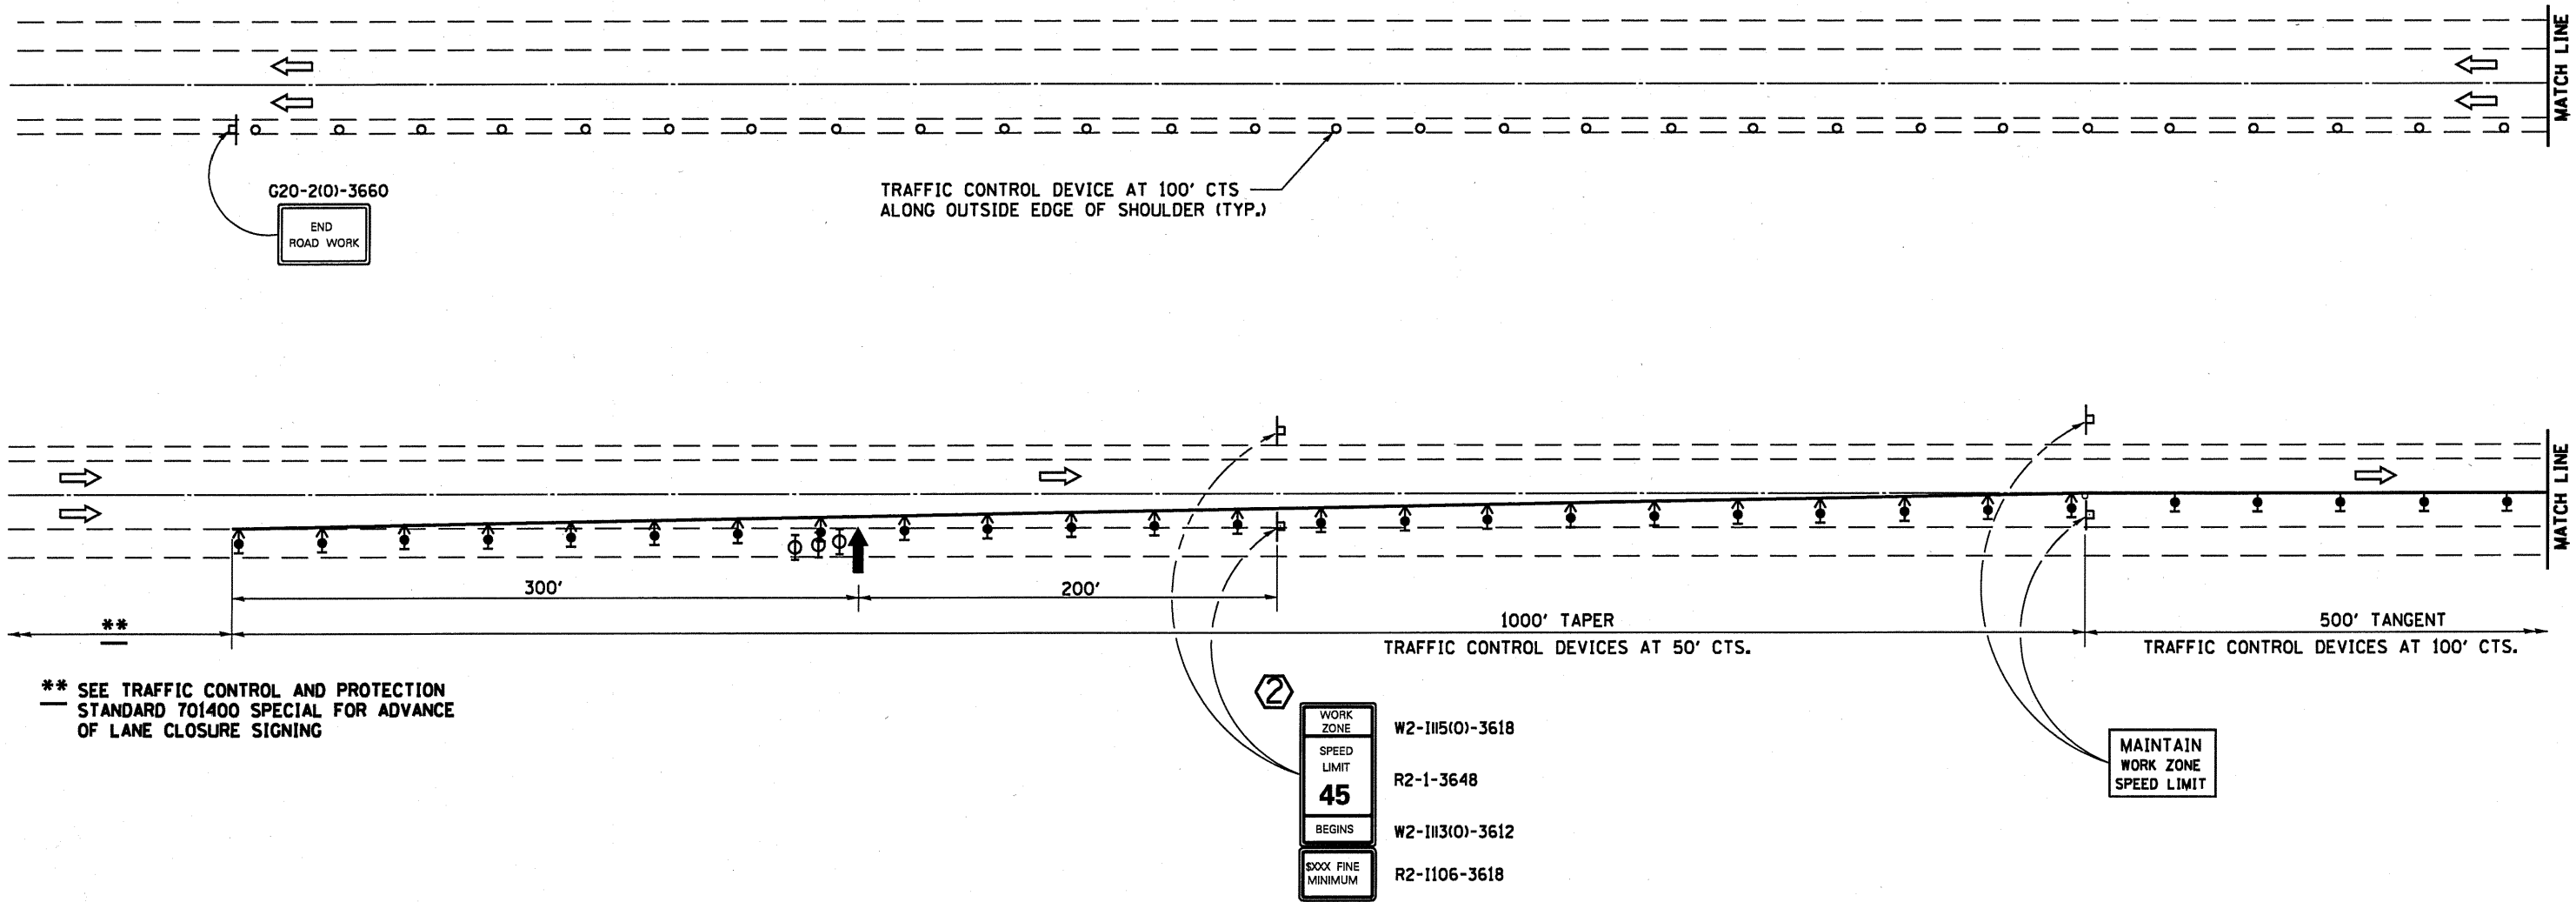 MATCH LINE
G20-2(O)-3660
END
ROAD WORK
TRAFFIC CONTROL DEVICE AT 100' CTS
ALONG OUTSIDE EDGE OF SHOULDER (TYP.)
MATCH LINE
300'
200'
**
1000' TAPER
500' TANGENT
TRAFFIC CONTROL DEVICES AT 50' CTS.
TRAFFIC CONTROL DEVICES AT 100' CTS.
** SEE TRAFFIC CONTROL AND PROTECTION
STANDARD 701400 SPECIAL FOR ADVANCE
OF LANE CLOSURE SIGNING
2
WORK
ZONE
W2-I115(O)-3618
SPEED
LIMIT
45
R2-1-3648
BEGINS
W2-I113(O)-3612
$XXX FINE
MINIMUM
R2-I106-3618
MAINTAIN
WORK ZONE
SPEED LIMIT